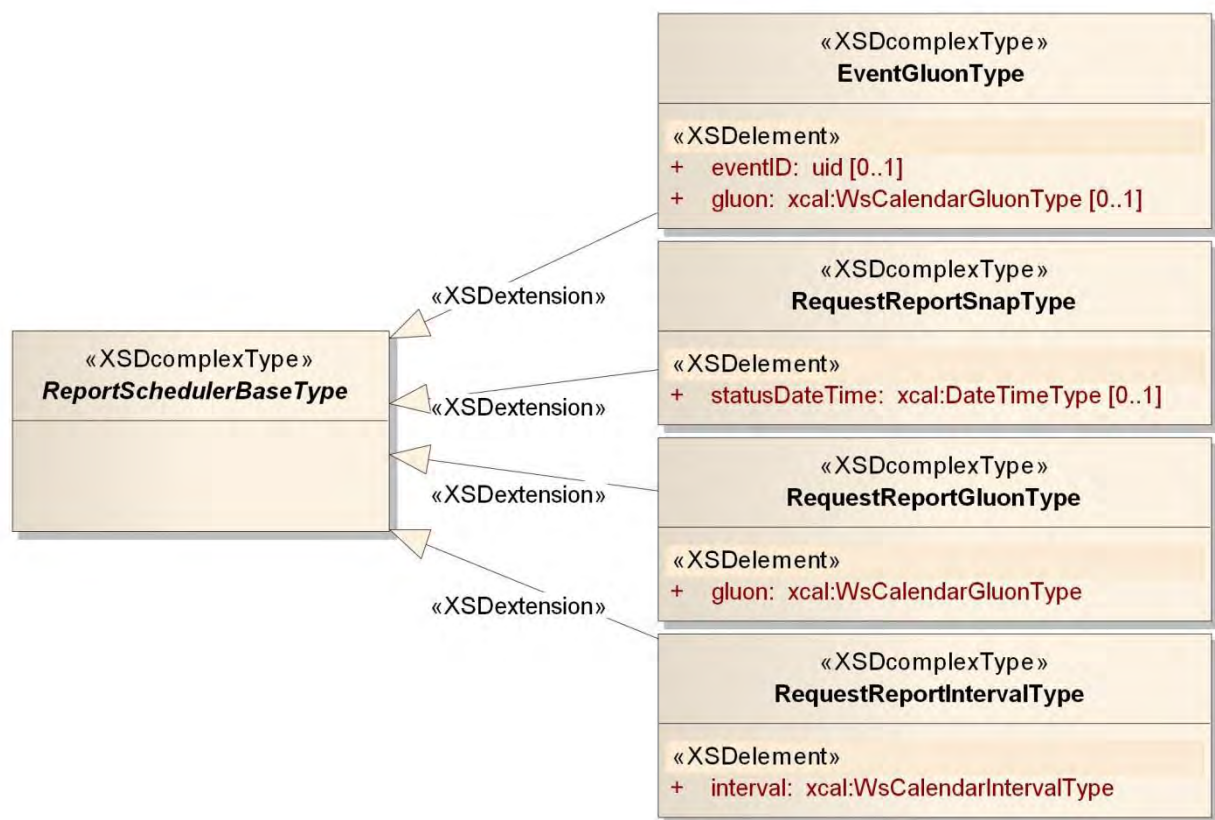 «XSDcomplexType»
EventGluonType
«XSDelement»
+ eventID: uid [0..1]
+ gluon: xcal:WsCalendarGluonType [0..1]
«XSDextension»
«XSDcomplexType»
RequestReportSnapType
«XSDelement»
+ statusDateTime: xcal:DateTimeType [0..1]
«XSDcomplexType»
ReportSchedulerBaseType
«XSDextension»
«XSDcomplexType»
RequestReportGluonType
«XSDelement»
+ gluon: xcal:WsCalendarGluonType
«XSDextension»
«XSDextension»
«XSDcomplexType»
RequestReportIntervalType
«XSDelement»
+ interval: xcal:WsCalendarIntervalType